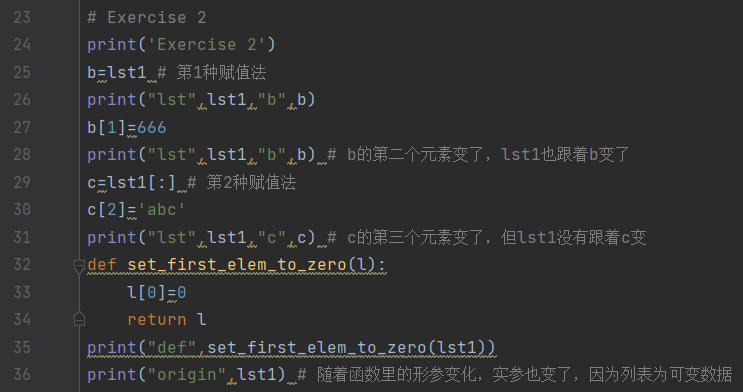 23 # Exercise 2
24 print('Exercise 2')
25 b=lst1 # 第1种赋值法
26 print("lst",lst1,"b",b)
27 b[1]=666
28 print("lst",lst1,"b",b) # b的第二个元素变了，lst1也跟着b变了
29 c=lst1[:] # 第2种赋值法
30 c[2]='abc'
31 print("lst",lst1,"c",c) # c的第三个元素变了，但lst1没有跟着c变
32 def set_first_elem_to_zero(l):
33     l[0]=0
34     return l
35 print("def",set_first_elem_to_zero(lst1))
36 print("origin",lst1) # 随着函数里的形参变化，实参也变了，因为列表为可变数据